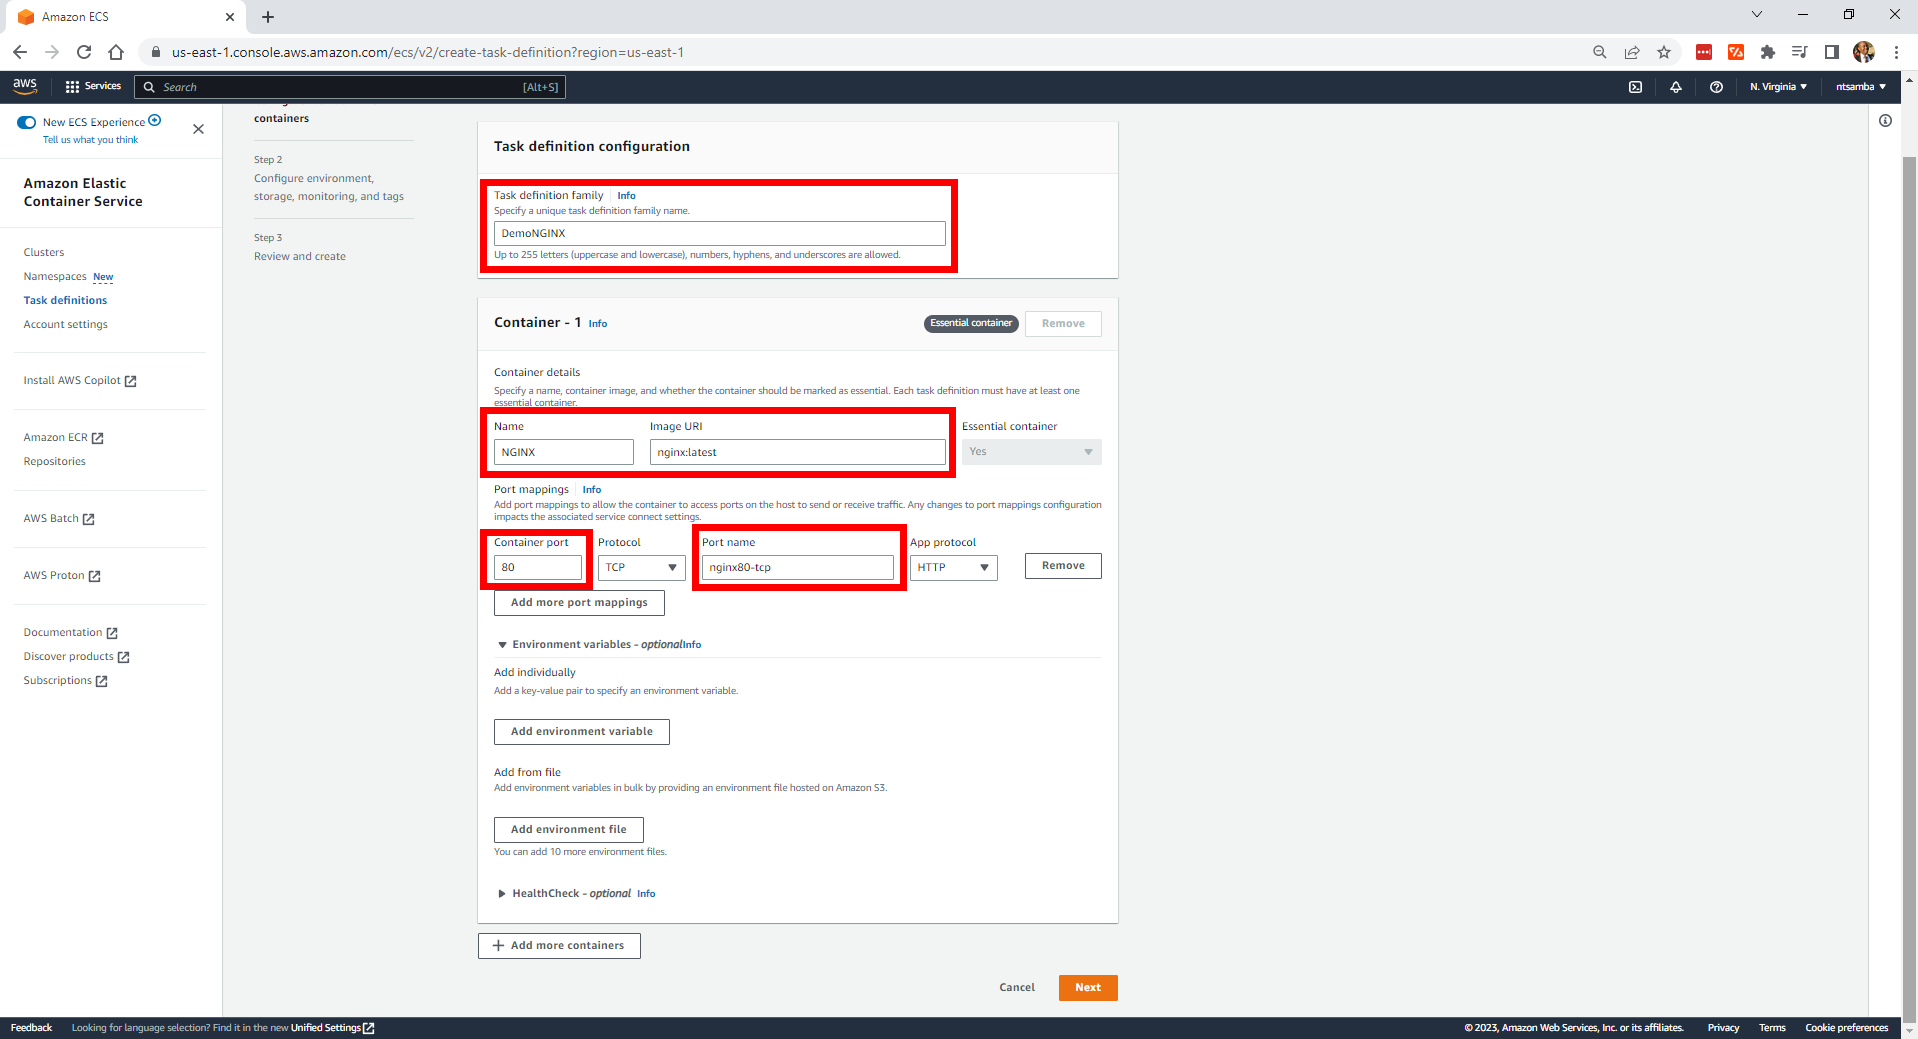 Amazon ECS
us-east-1.console.aws.amazon.com/ecs/v2/create-task-definition?region=us-east-1
aws
Services
Search
[Alt+S]
N. Virginia
ntsamba
New ECS Experience
Tell us what you think
Amazon Elastic
Container Service
Clusters
Namespaces New
Task definitions
Account settings
Install AWS Copilot
Amazon ECR
Repositories
AWS Batch
AWS Proton
Documentation
Discover products
Subscriptions
containers
Step 2
Configure environment,
storage, monitoring, and tags
Step 3
Review and create
Task definition configuration
Task definition family Info
Specify a unique task definition family name.
DemoNGINX
Up to 255 letters (uppercase and lowercase), numbers, hyphens, and underscores are allowed.
Container - 1 Info
Essential container
Remove
Container details
Specify a name, container image, and whether the container should be marked as essential. Each task definition must have at least one
essential container.
Name
Image URI
Essential container
NGINX
nginx:latest
Yes
Port mappings Info
Add port mappings to allow the container to access ports on the host to send or receive traffic. Any changes to port mappings configuration
impacts the associated service connect settings.
Container port
Protocol
Port name
App protocol
80
TCP
nginx80-tcp
HTTP
Remove
Add more port mappings
Environment variables - optionalInfo
Add individually
Add a key-value pair to specify an environment variable.
Add environment variable
Add from file
Add environment variables in bulk by providing an environment file hosted on Amazon S3.
Add environment file
You can add 10 more environment files.
HealthCheck - optional Info
Add more containers
Cancel
Next
Feedback
Looking for language selection? Find it in the new Unified Settings
© 2023, Amazon Web Services, Inc. or its affiliates.
Privacy
Terms
Cookie preferences